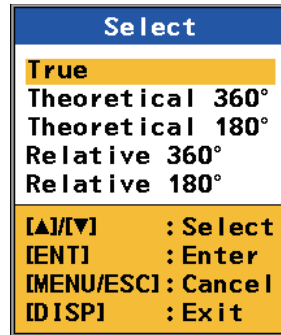 Select
True
Theoretical 360°
Theoretical 180°
Relative 360°
Relative 180°
[▲]/[▼] : Select
[ENT] : Enter
[MENU/ESC] : Cancel
[DISP] : Exit